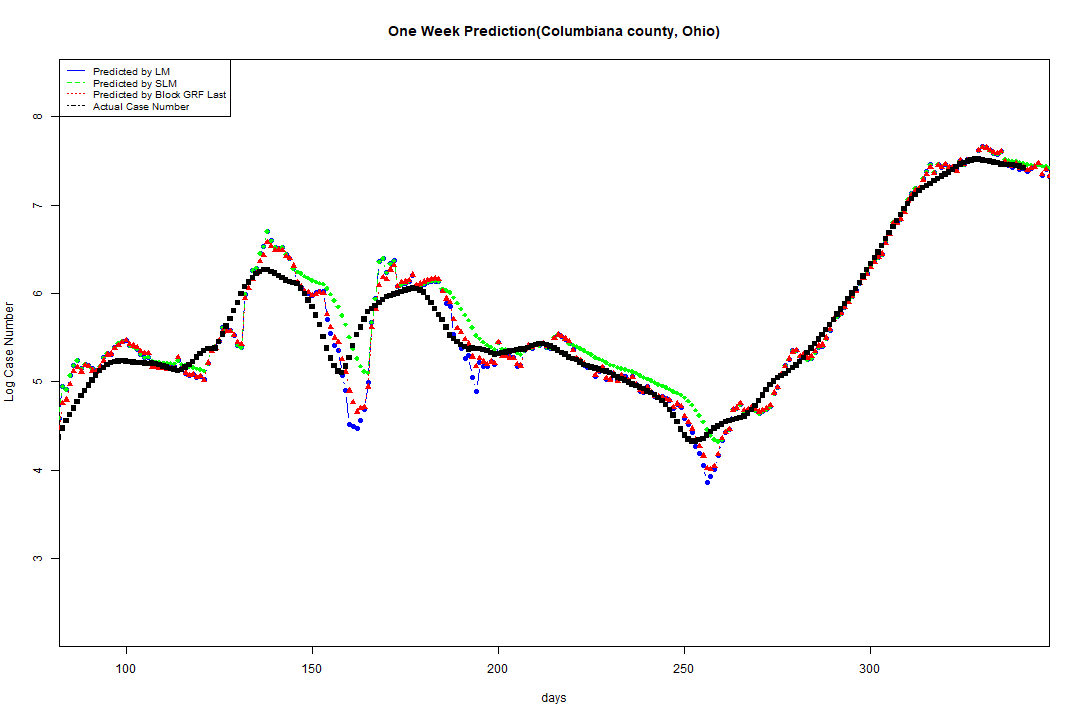 One Week Prediction(Columbiana county, Ohio)
Predicted by LM
Predicted by SLM
Predicted by Block GRF Last
Actual Case Number
Log Case Number
8
7
6
5
4
3
100
150
200
250
300
days